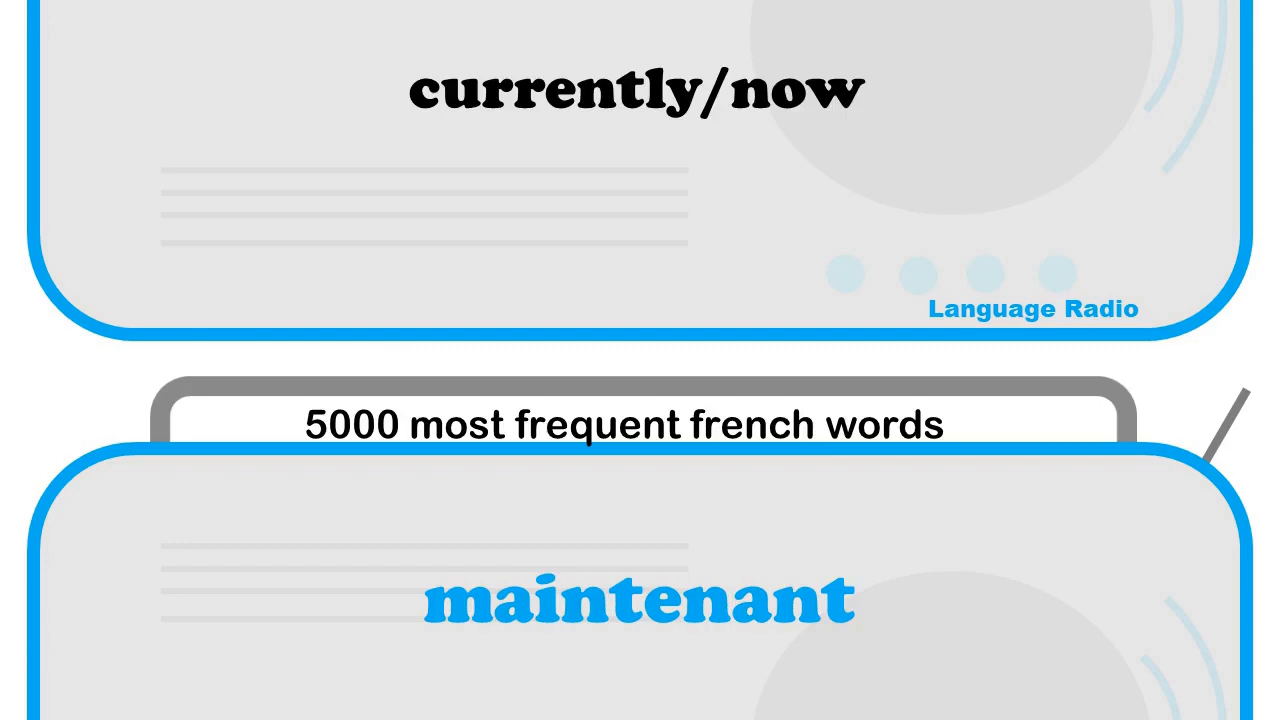 currently/now
Language Radio
5000 most frequent french words
maintenant